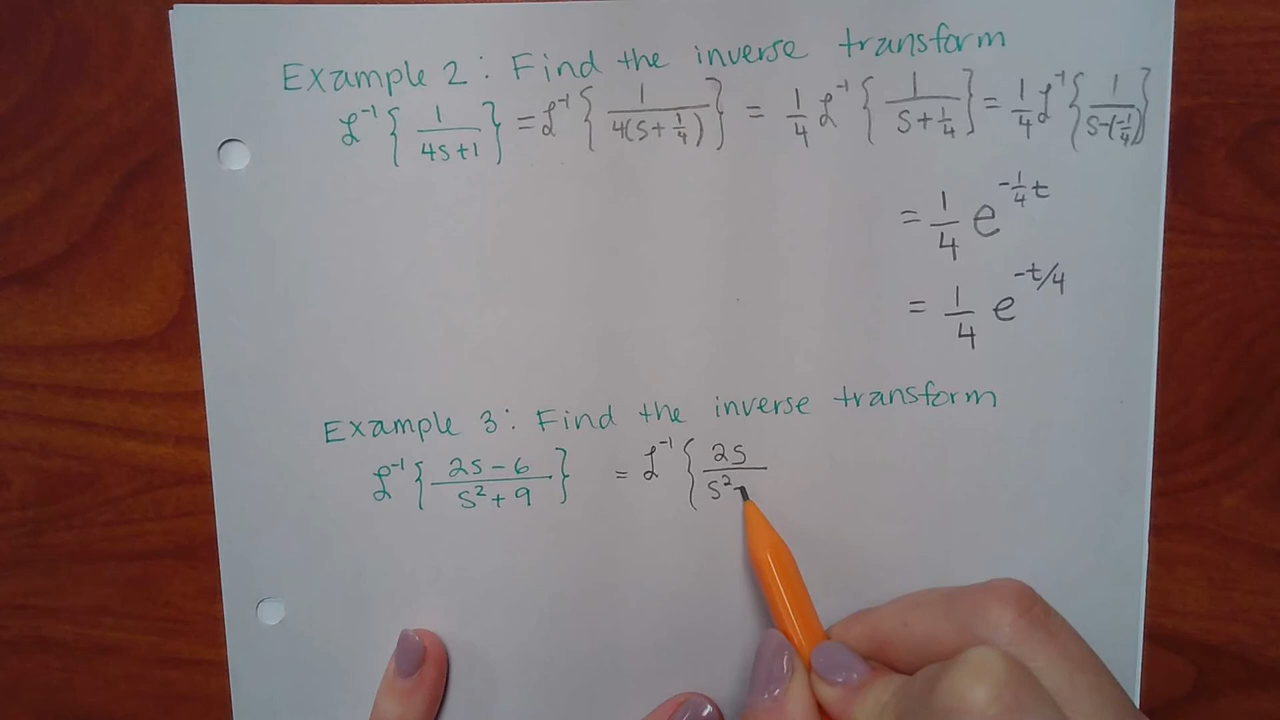 Example 2: Find the inverse transform
ℒ⁻¹{1/(4s+1)} = ℒ⁻¹{1/(4(s+1/4))} = 1/4 ℒ⁻¹{1/(s+1/4)} = 1/4 ℒ⁻¹{1/(s-(-1/4))}
= 1/4 e^(-1/4 t)
= 1/4 e^(-t/4)
Example 3: Find the inverse transform
ℒ⁻¹{(2s-6)/(s²+9)} = ℒ⁻¹{2s/s²